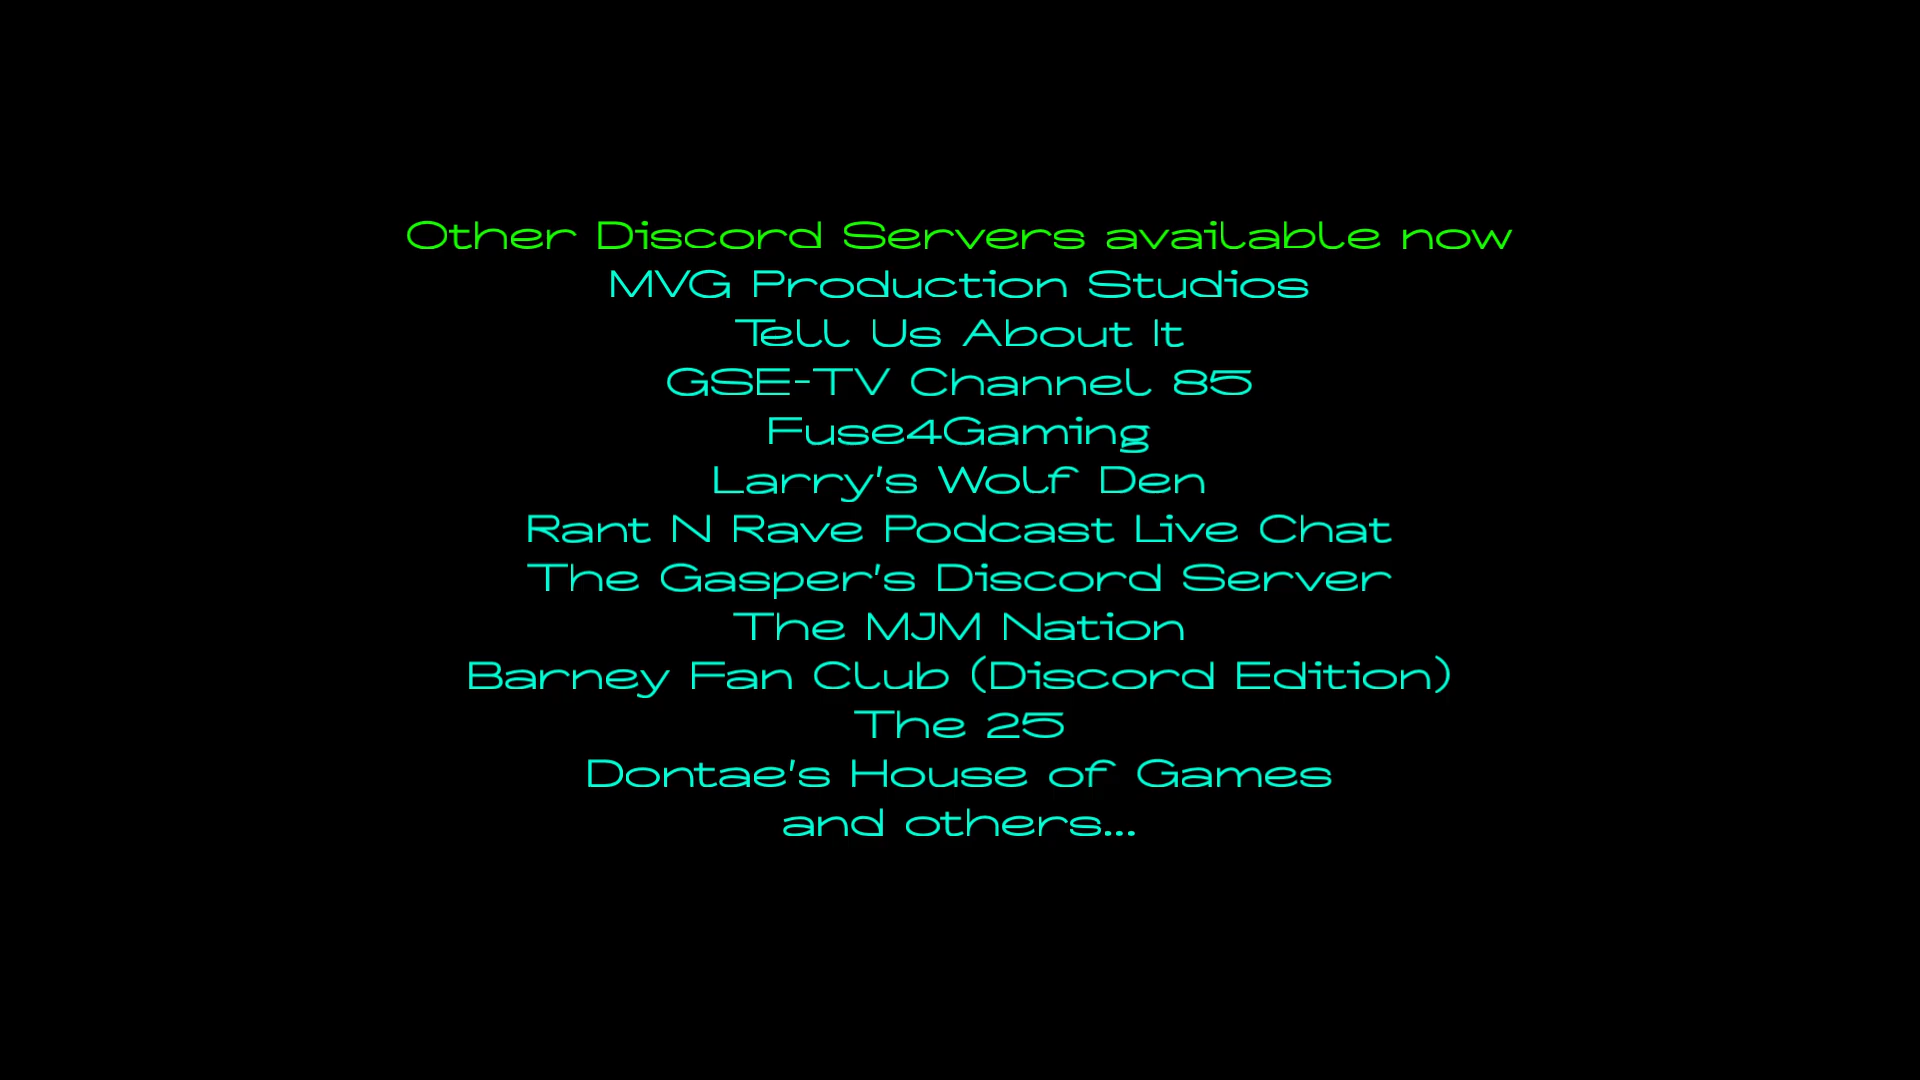 Other Discord Servers available now
MVG Production Studios
Tell Us About It
GSE-TV Channel 85
Fuse4Gaming
Larry's Wolf Den
Rant N Rave Podcast Live Chat
The Gasper's Discord Server
The MJM Nation
Barney Fan Club (Discord Edition)
The 25
Dontae's House of Games
and others...